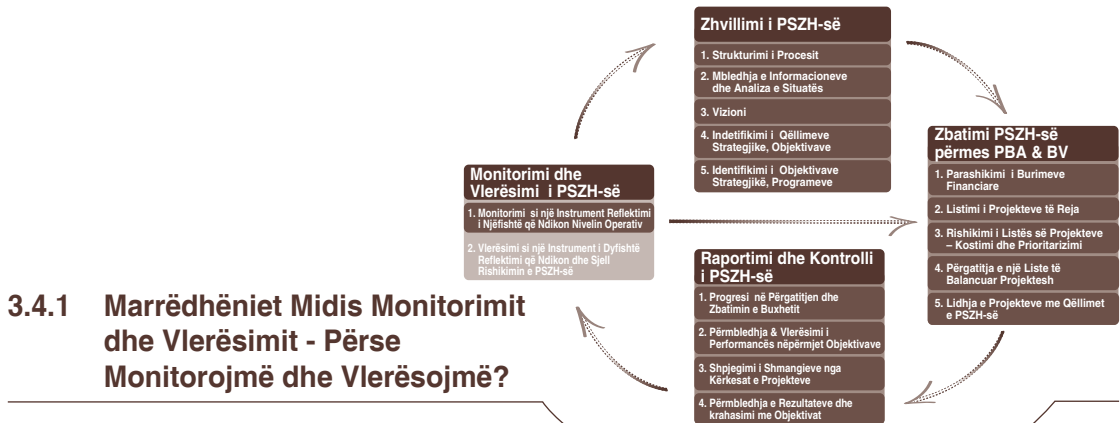 Zhvillimi i PSZH-së
1. Strukturimi i Procesit
2. Mbledhja e Informacioneve
dhe Analiza e Situatës
3. Vizioni
4. Indetifikimi i Qëllimeve
Strategjike, Objektivave
5. Identifikimi i Objektivave
Strategjikë, Programeve
Zbatimi PSZH-së
përmes PBA & BV
1. Parashikimi i Burimeve
Financiare
2. Listimi i Projekteve të Reja
3. Rishikimi i Listës së Projekteve
– Kostimi dhe Prioritarizimi
4. Përgatitja e një Liste të
Balancuar Projektesh
5. Lidhja e Projekteve me Qëllimet
e PSZH-së
Monitorimi dhe
Vlerësimi i PSZH-së
1. Monitorimi si një Instrument Reflektimi
i Njëfishtë që Ndikon Nivelin Operativ
2. Vlerësimi si një Instrument i Dyfishtë
Reflektimi që Ndikon dhe Sjell
Rishikimin e PSZH-së
Raportimi dhe Kontrolli
i PSZH-së
1. Progresi në Përgatitjen dhe
Zbatimin e Buxhetit
2. Përmbledhja & Vlerësimi i
Performancës nëpërmjet Objektivave
3. Shpjegimi i Shmangieve nga
Kërkesat e Projekteve
4. Përmbledhja e Rezultateve dhe
krahasimi me Objektivat
3.4.1 Marrëdhëniet Midis Monitorimit
dhe Vlerësimit - Përse
Monitorojmë dhe Vlerësojmë?